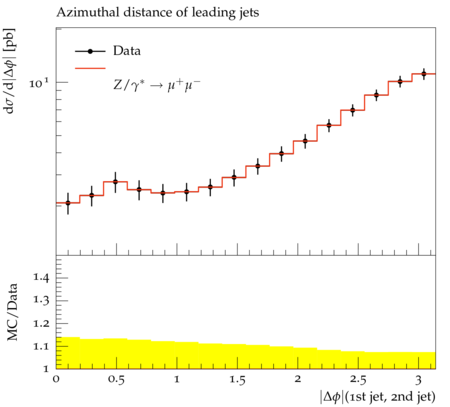 Azimuthal distance of leading jets
dσ/d|Δϕ| [pb]
10¹
Data
Z/γ* → μ⁺μ⁻
MC/Data
1.4
1.3
1.2
1.1
1
0 0.5 1 1.5 2 2.5 3
|Δϕ|(1st jet, 2nd jet)